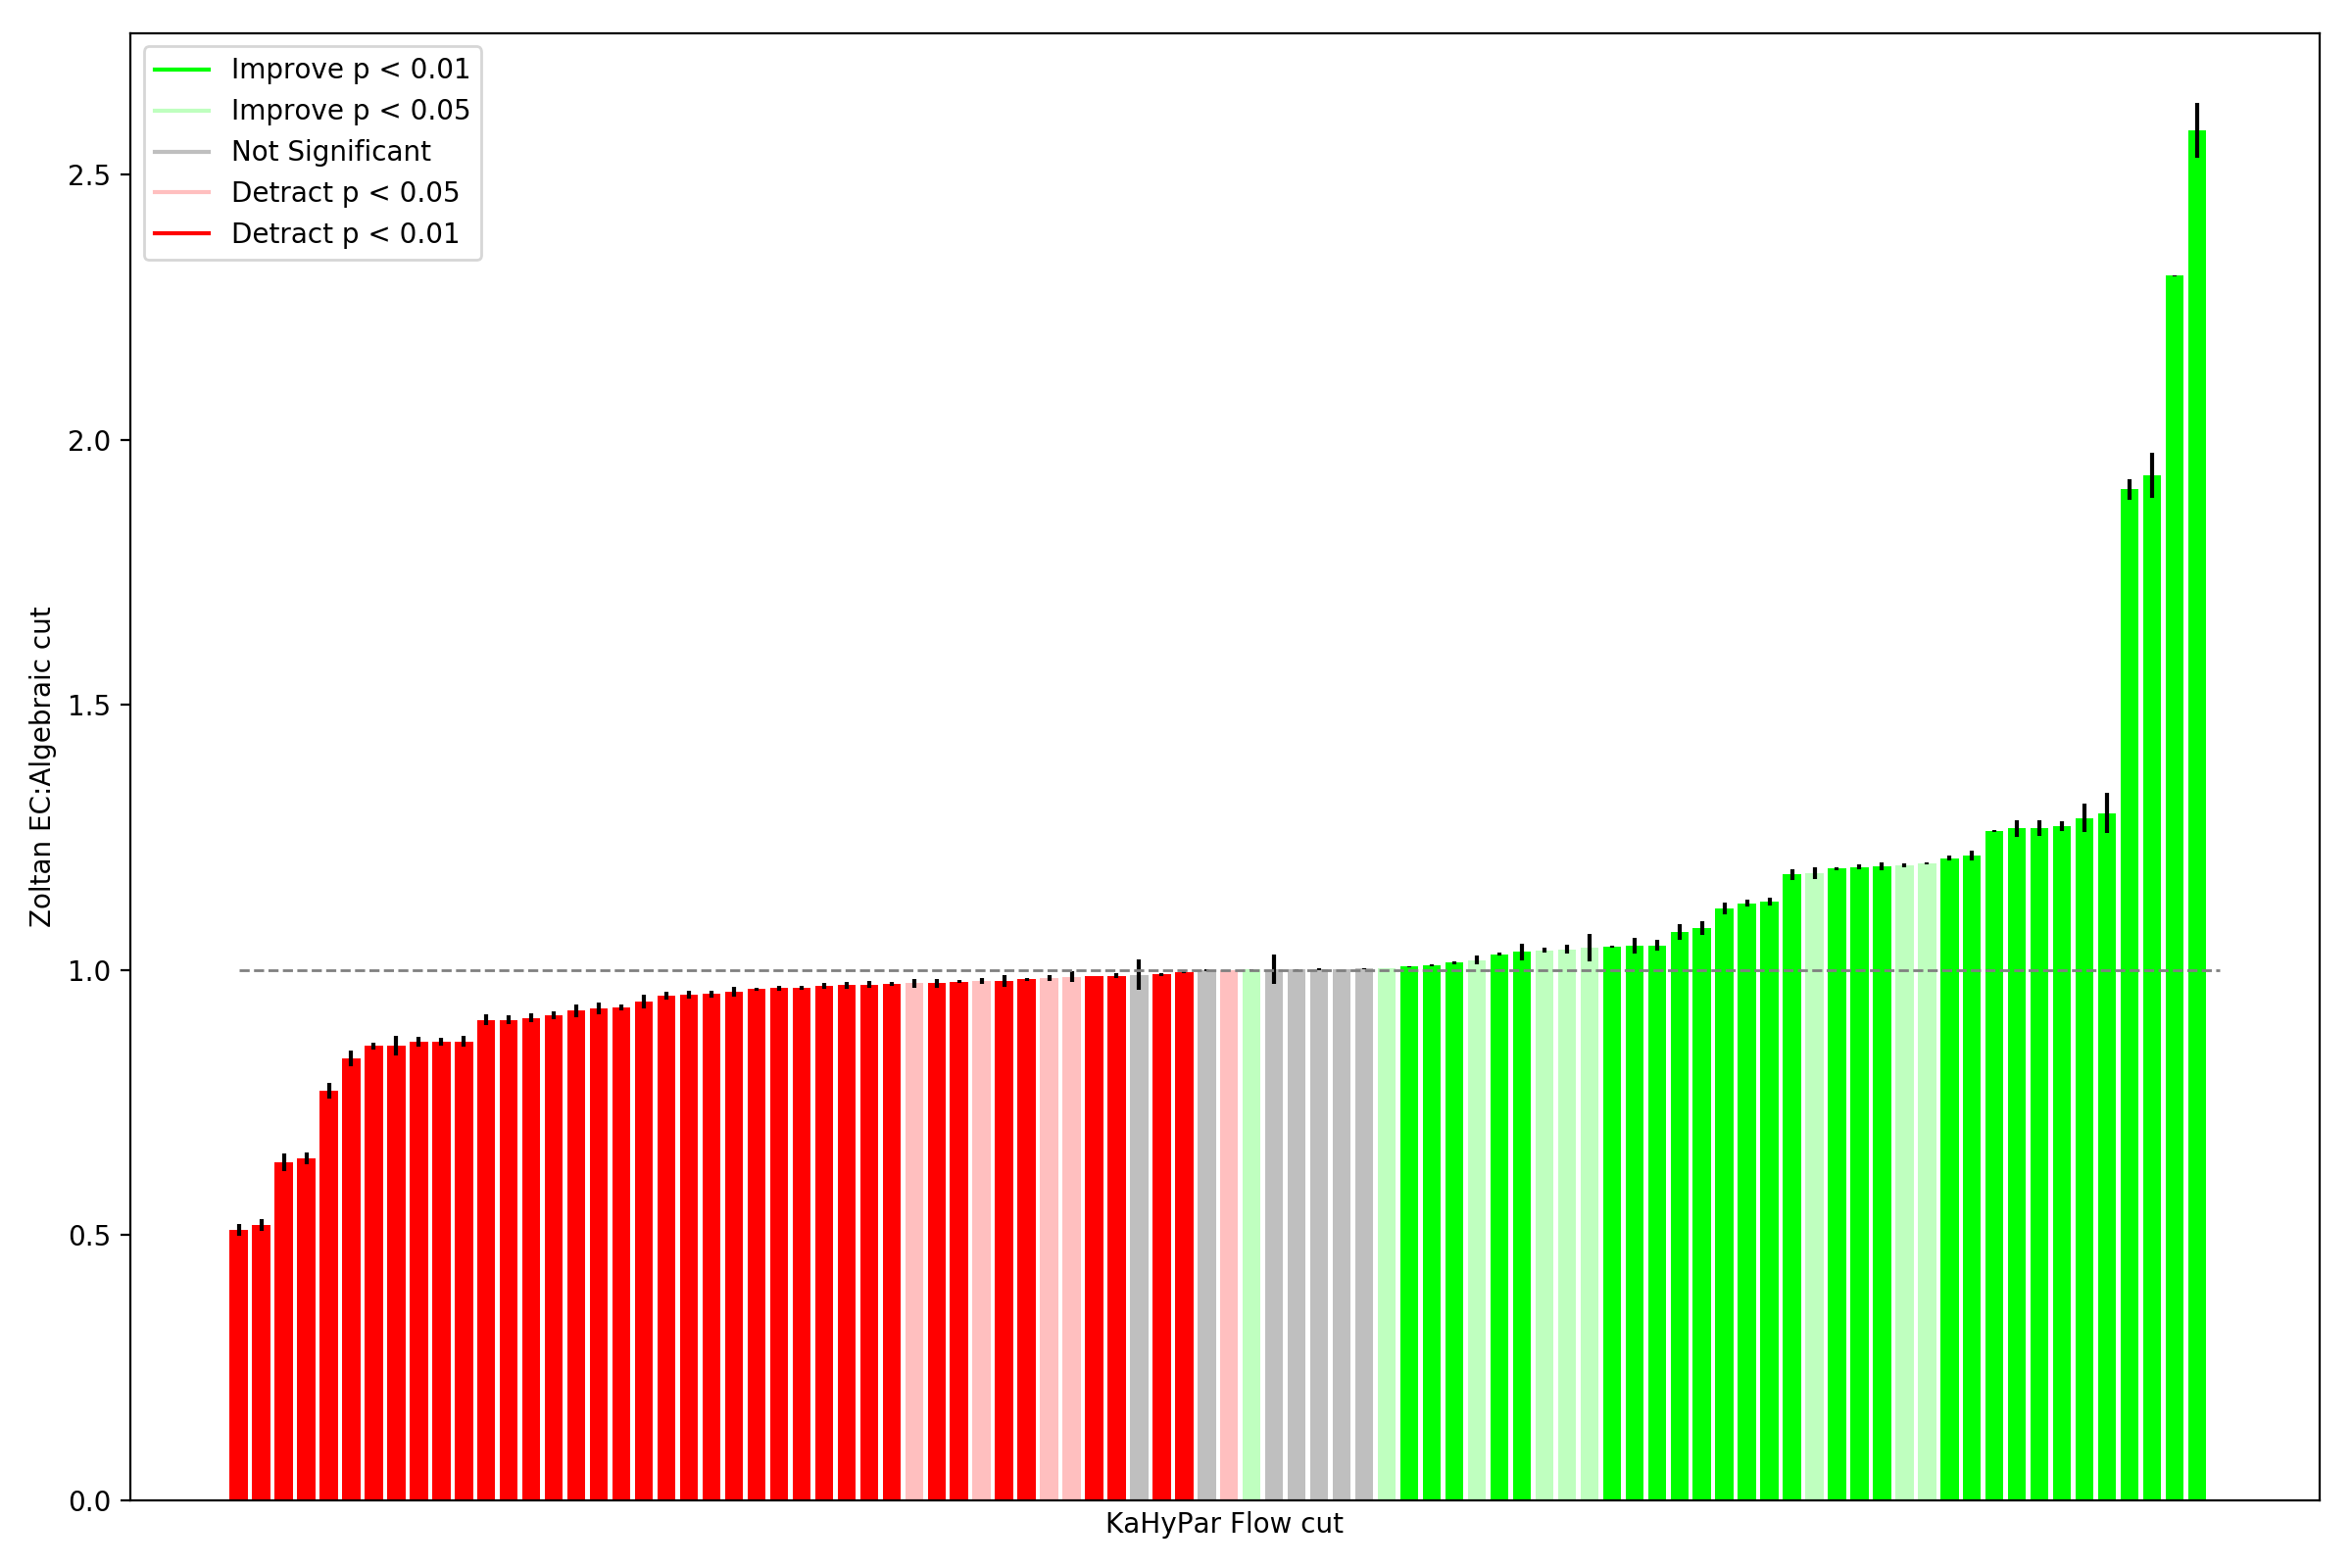 Improve p < 0.01
Improve p < 0.05
Not Significant
Detract p < 0.05
Detract p < 0.01
2.5
2.0
1.5
1.0
0.5
0.0
Zoltan EC:Algebraic cut
KaHyPar Flow cut